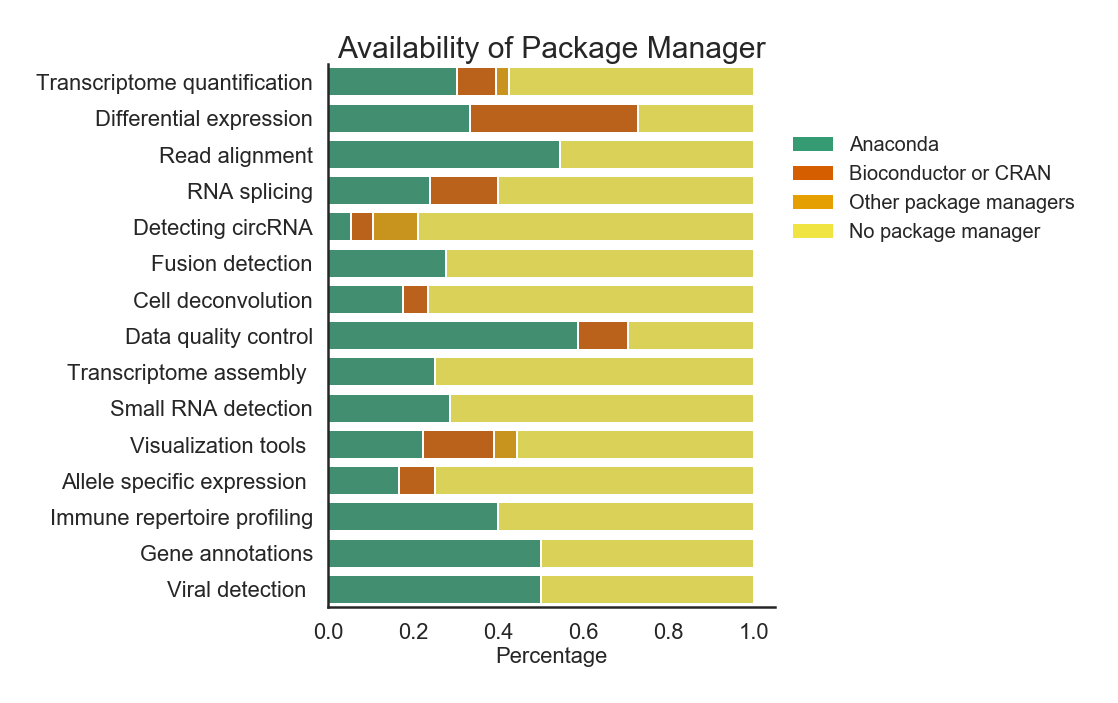 Availability of Package Manager
Transcriptome quantification
Differential expression
Read alignment
RNA splicing
Detecting circRNA
Fusion detection
Cell deconvolution
Data quality control
Transcriptome assembly
Small RNA detection
Visualization tools
Allele specific expression
Immune repertoire profiling
Gene annotations
Viral detection
Anaconda
Bioconductor or CRAN
Other package managers
No package manager
0.0 0.2 0.4 0.6 0.8 1.0
Percentage